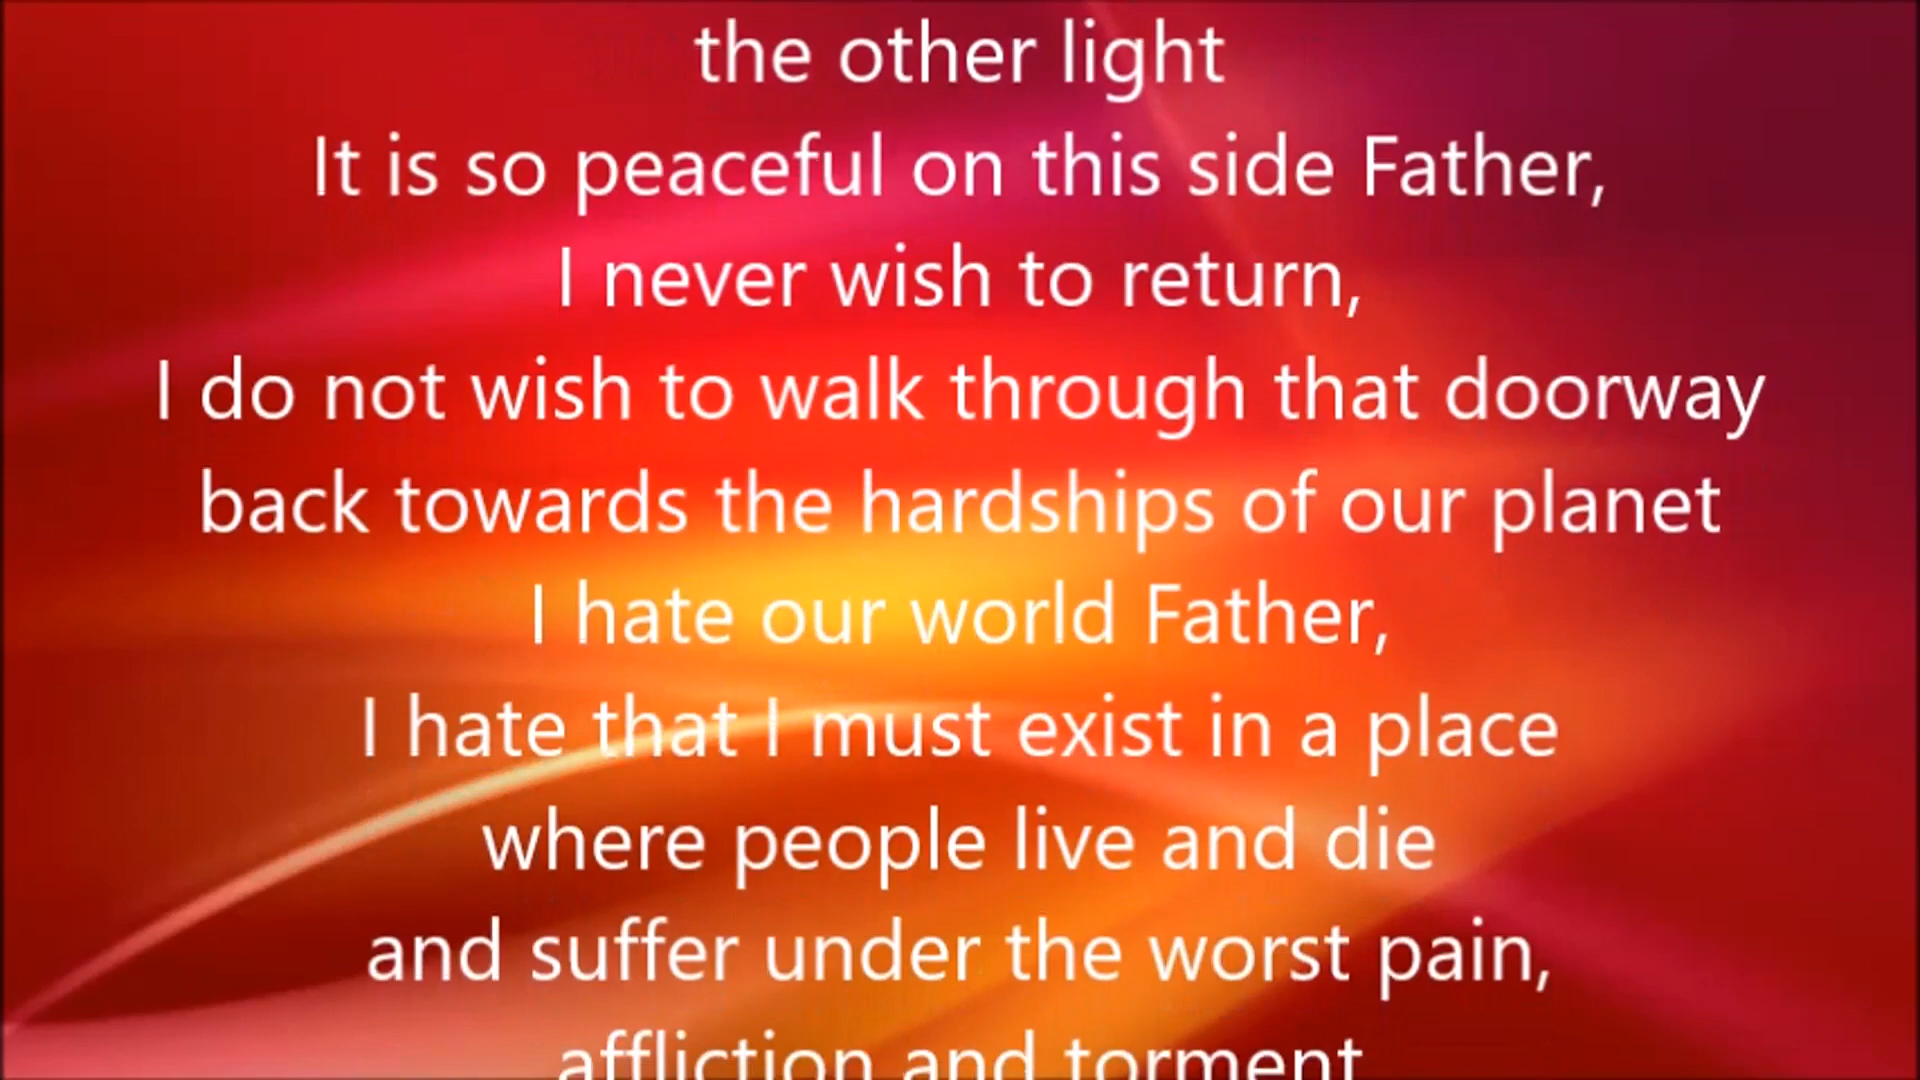 the other light
It is so peaceful on this side Father,
I never wish to return,
I do not wish to walk through that doorway
back towards the hardships of our planet
I hate our world Father,
I hate that I must exist in a place
where people live and die
and suffer under the worst pain,
affliction and torment